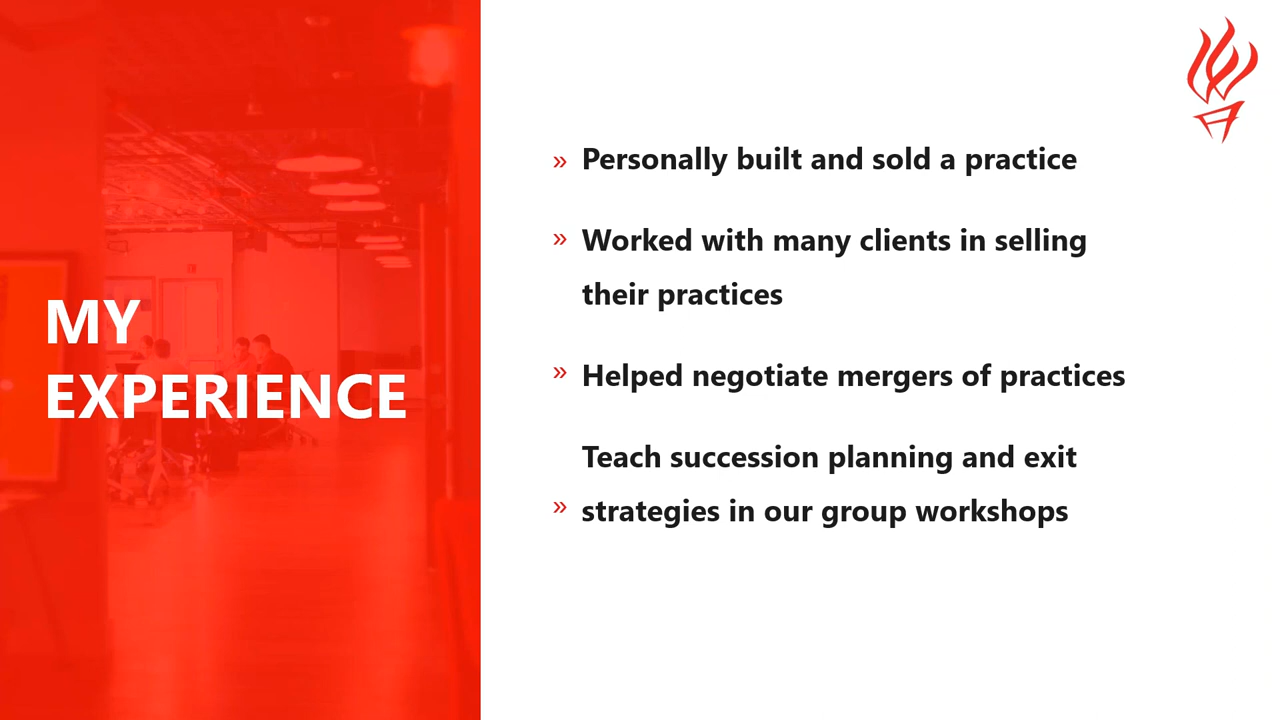 MY
EXPERIENCE
» Personally built and sold a practice
» Worked with many clients in selling
their practices
» Helped negotiate mergers of practices
Teach succession planning and exit
» strategies in our group workshops